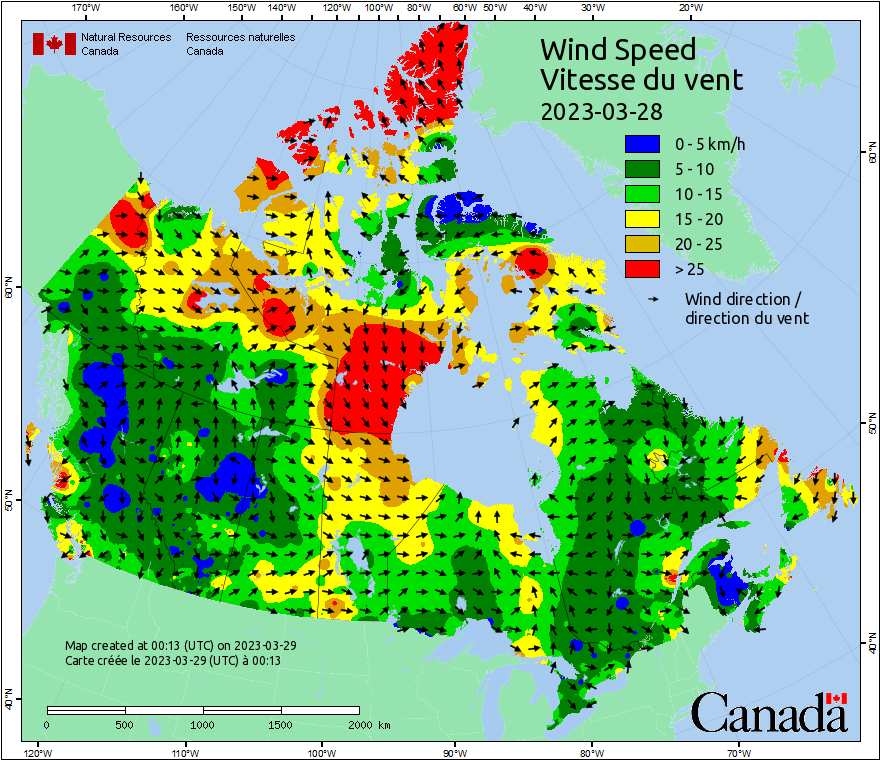 170°W 160°W 150°W 140°W 120°W 100°W 80°W 60°W 50°W 40°W 30°W 20°W
Natural Resources Canada
Ressources naturelles Canada
Wind Speed
Vitesse du vent
2023-03-28
0 - 5 km/h
5 - 10
10 - 15
15 - 20
20 - 25
> 25
Wind direction /
direction du vent
60°N
50°N
40°N
60°N
50°N
40°N
Map created at 00:13 (UTC) on 2023-03-29
Carte créée le 2023-03-29 (UTC) à 00:13
0 500 1000 1500 2000 km
Canada
120°W 110°W 100°W 90°W 80°W 70°W